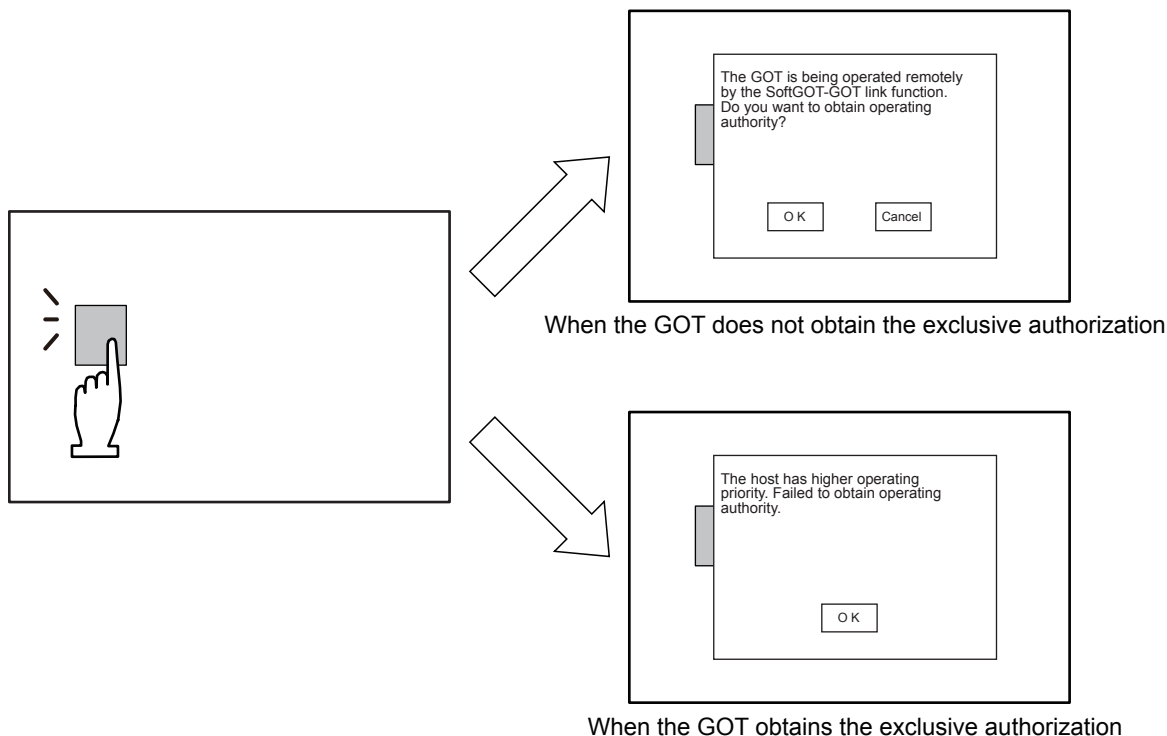 The GOT is being operated remotely
by the SoftGOT-GOT link function.
Do you want to obtain operating
authority?
O K
Cancel
When the GOT does not obtain the exclusive authorization
The host has higher operating
priority. Failed to obtain operating
authority.
O K
When the GOT obtains the exclusive authorization